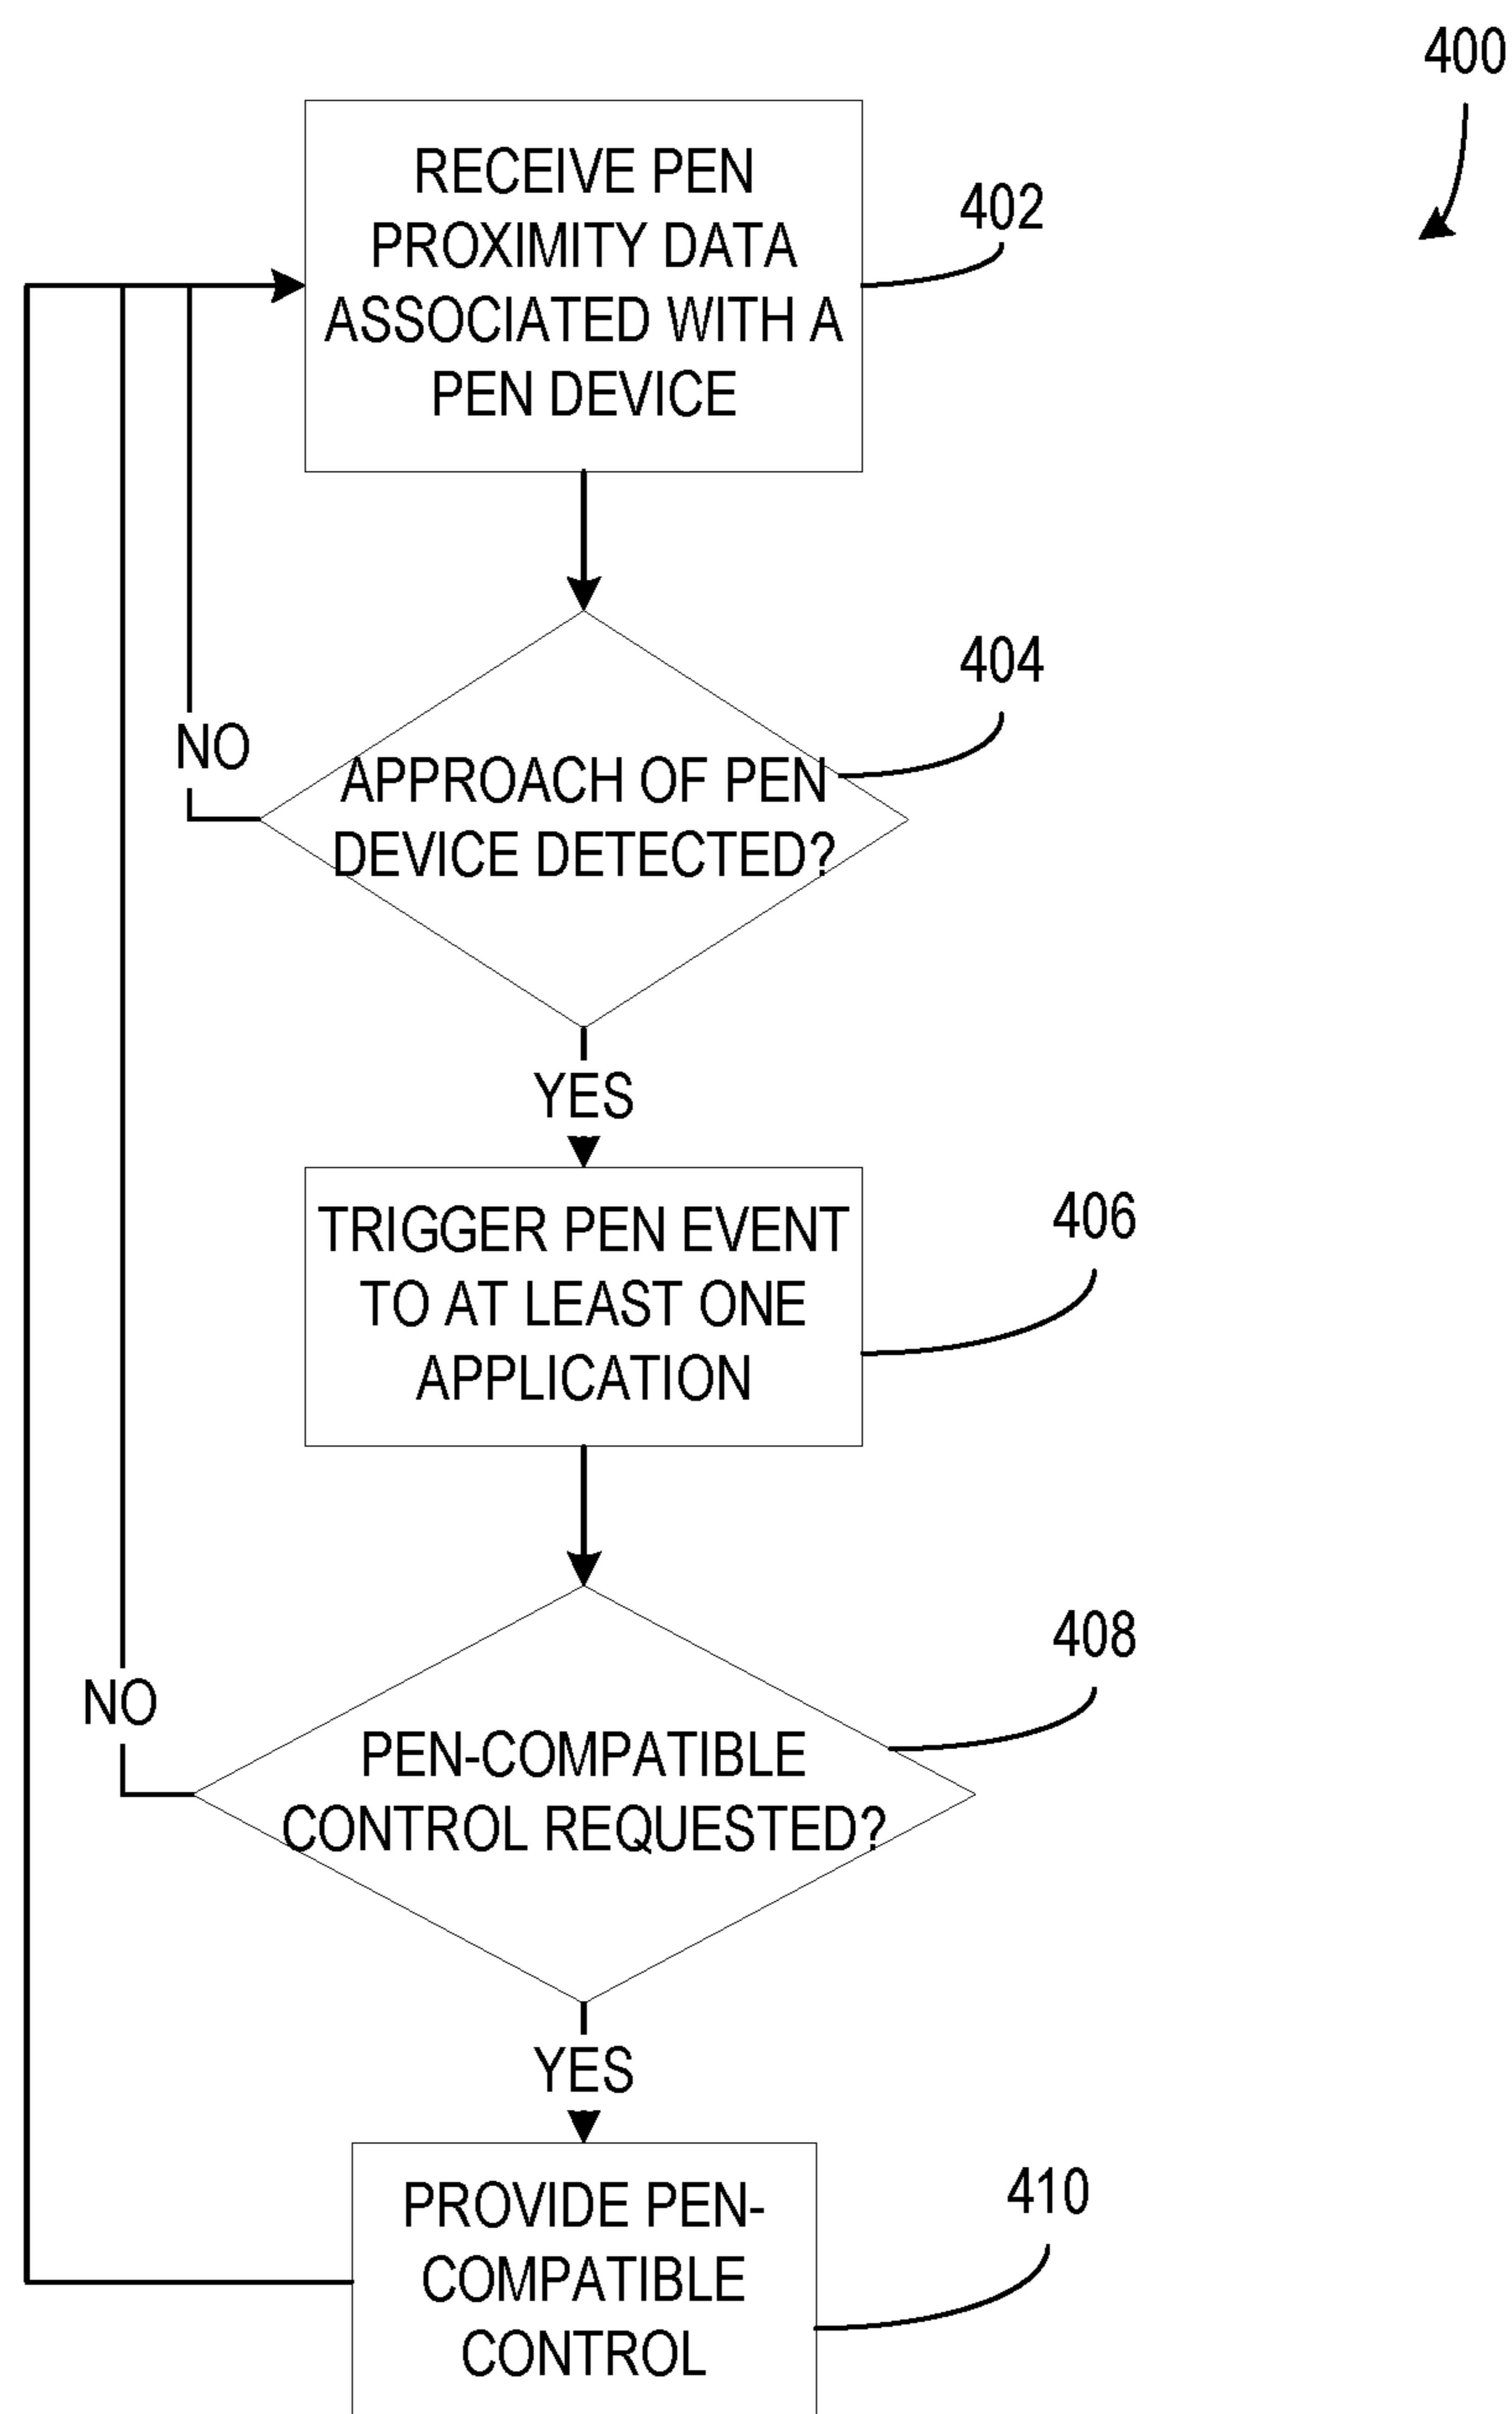 400
RECEIVE PEN
PROXIMITY DATA
ASSOCIATED WITH A
PEN DEVICE
402
404
NO
APPROACH OF PEN
DEVICE DETECTED?
YES
TRIGGER PEN EVENT
TO AT LEAST ONE
APPLICATION
406
408
NO
PEN-COMPATIBLE
CONTROL REQUESTED?
YES
PROVIDE PEN-
COMPATIBLE
CONTROL
410